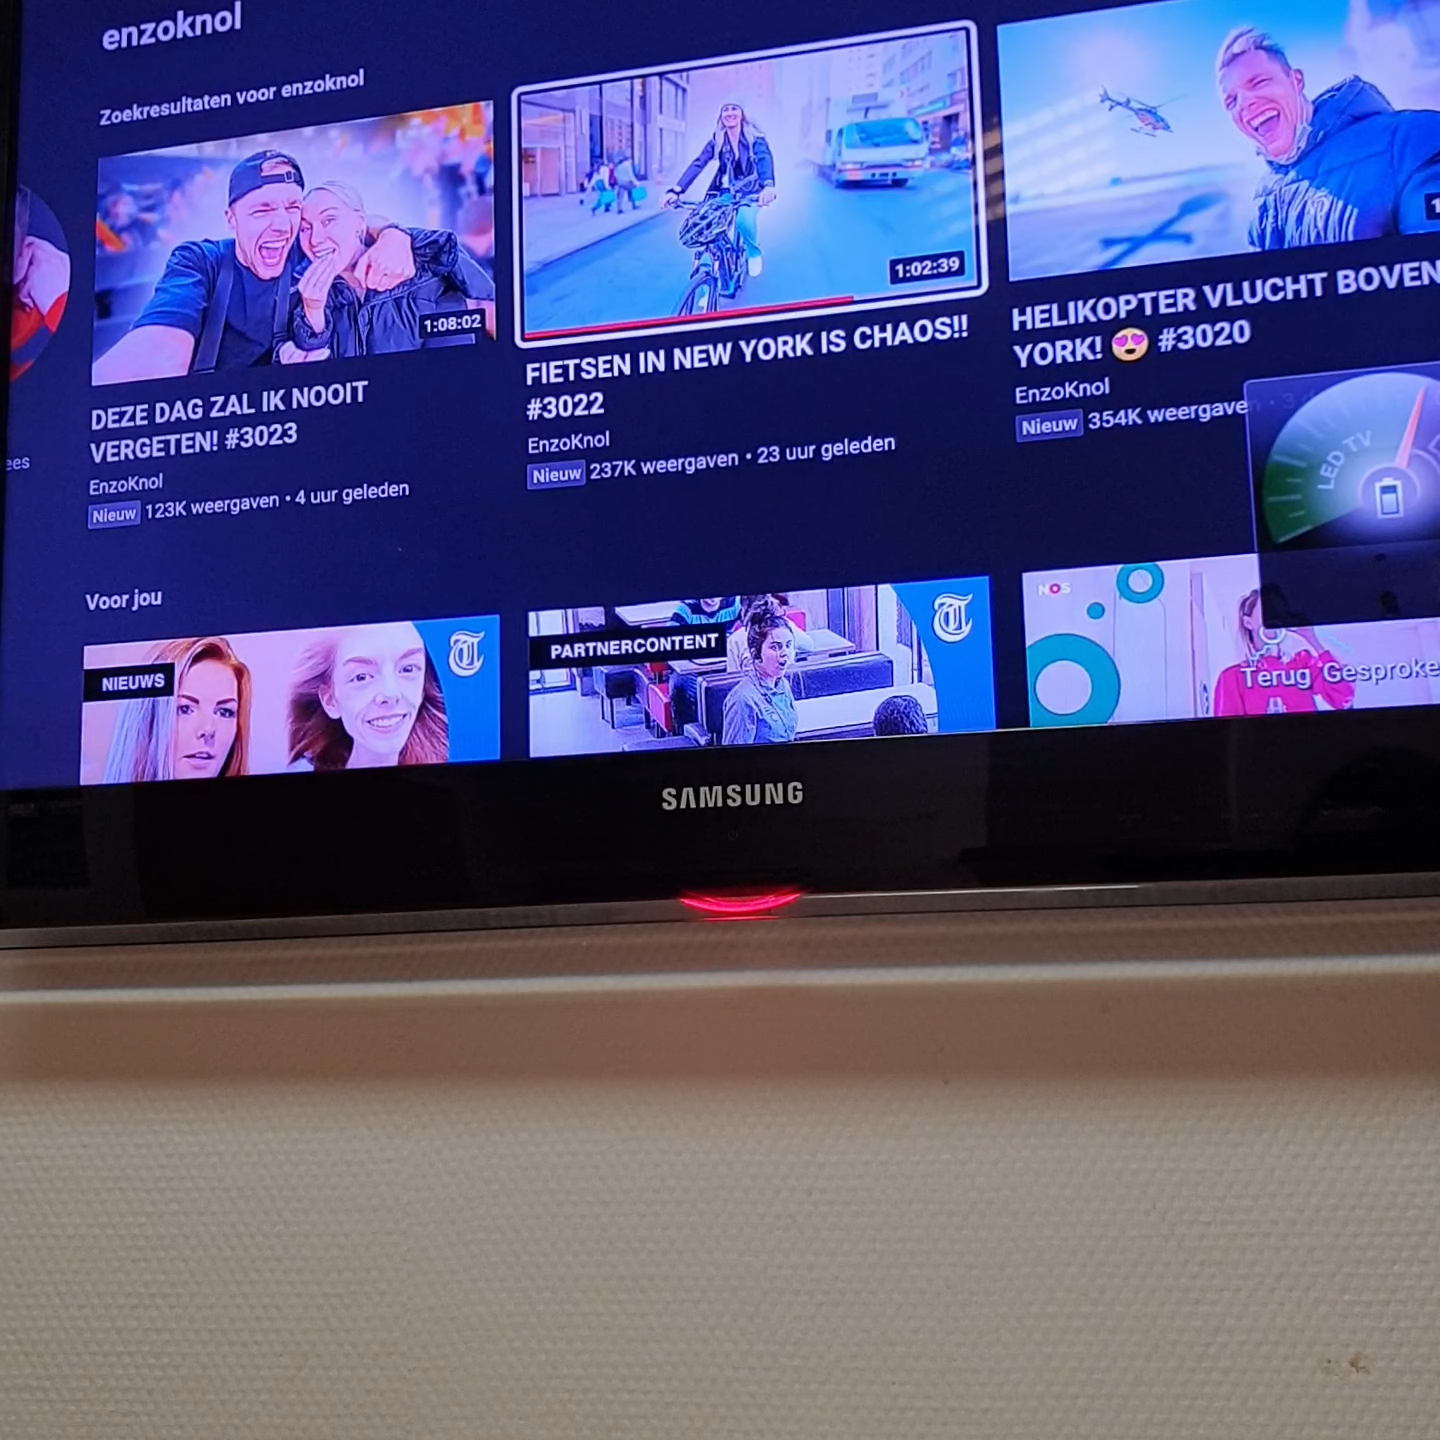 enzoknol
Zoekresultaten voor enzoknol
1:08:02
DEZE DAG ZAL IK NOOIT
VERGETEN! #3023
EnzoKnol
Nieuw 123K weergaven • 4 uur geleden
1:02:39
FIETSEN IN NEW YORK IS CHAOS!!
#3022
EnzoKnol
Nieuw 237K weergaven • 23 uur geleden
HELIKOPTER VLUCHT BOVEN
YORK! 😍 #3020
EnzoKnol
Nieuw 354K weergave
LED TV
ees
Voor jou
NIEUWS
T
PARTNERCONTENT
T
NOS
Terug Gesproke
SAMSUNG